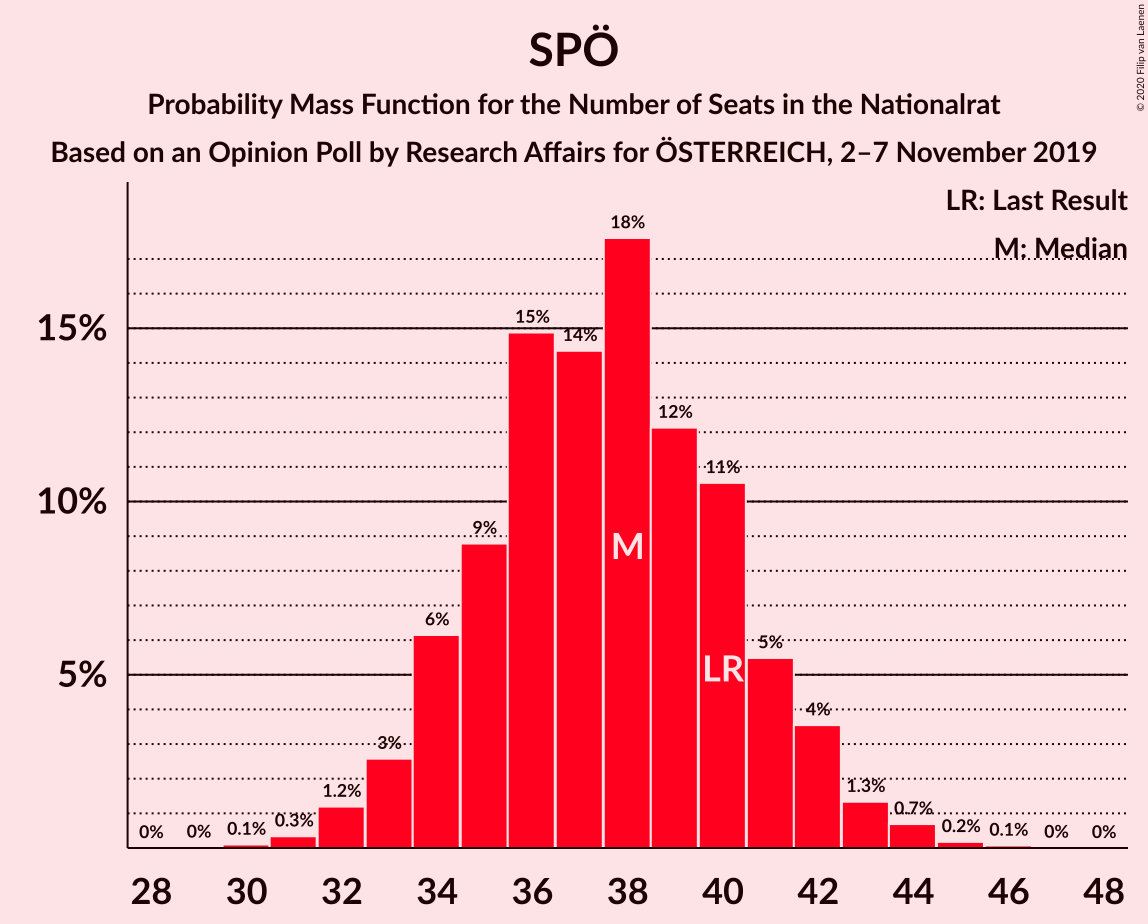 SPÖ
Probability Mass Function for the Number of Seats in the Nationalrat
Based on an Opinion Poll by Research Affairs for ÖSTERREICH, 2–7 November 2019
© 2020 Filip van Laenen
LR: Last Result
M: Median
15%
10%
5%
0%
0%
0.1%
0.3%
1.2%
3%
6%
9%
15%
14%
18%
12%
11%
5%
4%
1.3%
0.7%
0.2%
0.1%
0%
0%
M
LR
28 30 32 34 36 38 40 42 44 46 48